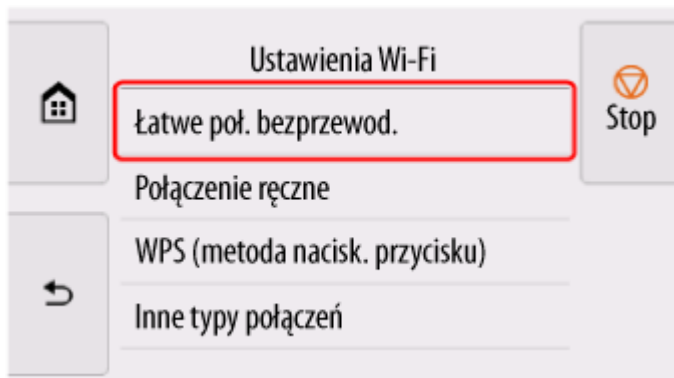 Ustawienia Wi-Fi
Łatwe poł. bezprzewod.
Stop
Połączenie ręczne
WPS (metoda nacisk. przycisku)
Inne typy połączeń